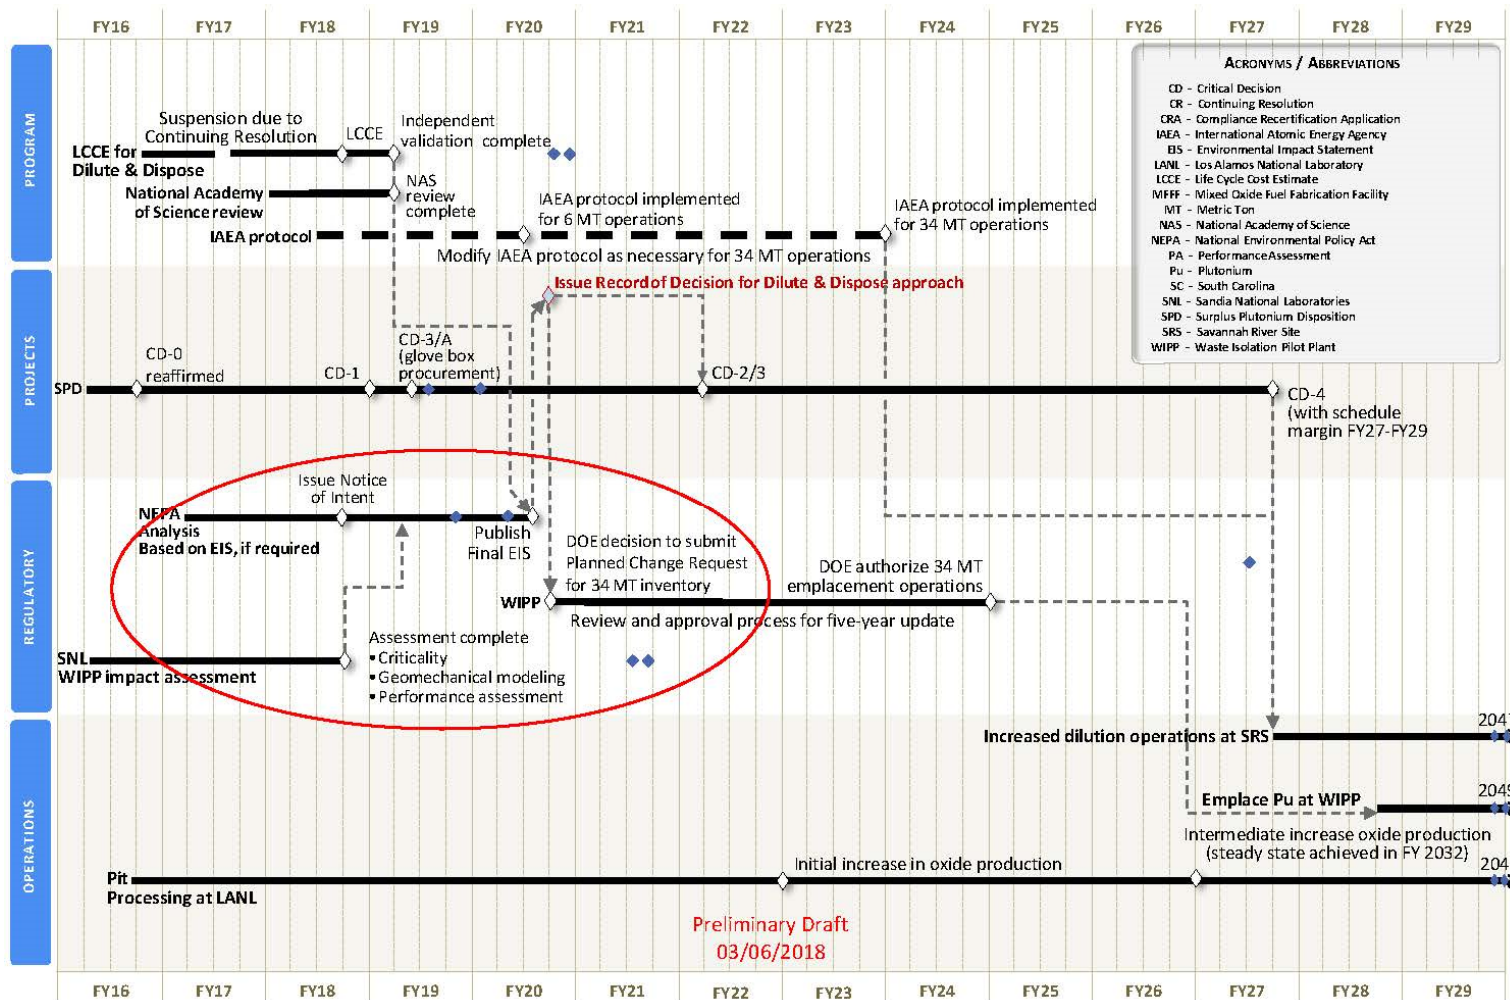 FY16 FY17 FY18 FY19 FY20 FY21 FY22 FY23 FY24 FY25 FY26 FY27 FY28 FY29
PROGRAM
ACRONYMS / ABBREVIATIONS
CD - Critical Decision
CR - Continuing Resolution
CRA - Compliance Recertification Application
IAEA - International Atomic Energy Agency
EIS - Environmental Impact Statement
LANL - Los Alamos National Laboratory
LCCE - Life Cycle Cost Estimate
MFFF - Mixed Oxide Fuel Fabrication Facility
MT - Metric Ton
NAS - National Academy of Science
NEPA - National Environmental Policy Act
PA - Performance Assessment
Pu - Plutonium
SC - South Carolina
SNL - Sandia National Laboratories
SPD - Surplus Plutonium Disposition
SRS - Savannah River Site
WIPP - Waste Isolation Pilot Plant
Suspension due to
Continuing Resolution
LCCE
Independent
validation complete
LCCE for
Dilute & Dispose
National Academy
of Science review
NAS
review
complete
IAEA protocol
IAEA protocol implemented
for 6 MT operations
IAEA protocol implemented
for 34 MT operations
Modify IAEA protocol as necessary for 34 MT operations
PROJECTS
Issue Record of Decision for Dilute & Dispose approach
SPD
CD-0
reaffirmed
CD-1
CD-3/A
(glove box
procurement)
CD-2/3
CD-4
(with schedule
margin FY27-FY29
REGULATORY
Issue Notice
of Intent
NEPA
Analysis
Based on EIS, if required
Publish
Final EIS
DOE decision to submit
Planned Change Request
for 34 MT inventory
DOE authorize 34 MT
emplacement operations
WIPP
Review and approval process for five-year update
SNL
WIPP impact assessment
Assessment complete
• Criticality
• Geomechanical modeling
• Performance assessment
OPERATIONS
Increased dilution operations at SRS
204
Emplace Pu at WIPP
2049
Intermediate increase oxide production
(steady state achieved in FY 2032)
Initial increase in oxide production
204
Pit
Processing at LANL
Preliminary Draft
03/06/2018
FY16 FY17 FY18 FY19 FY20 FY21 FY22 FY23 FY24 FY25 FY26 FY27 FY28 FY29